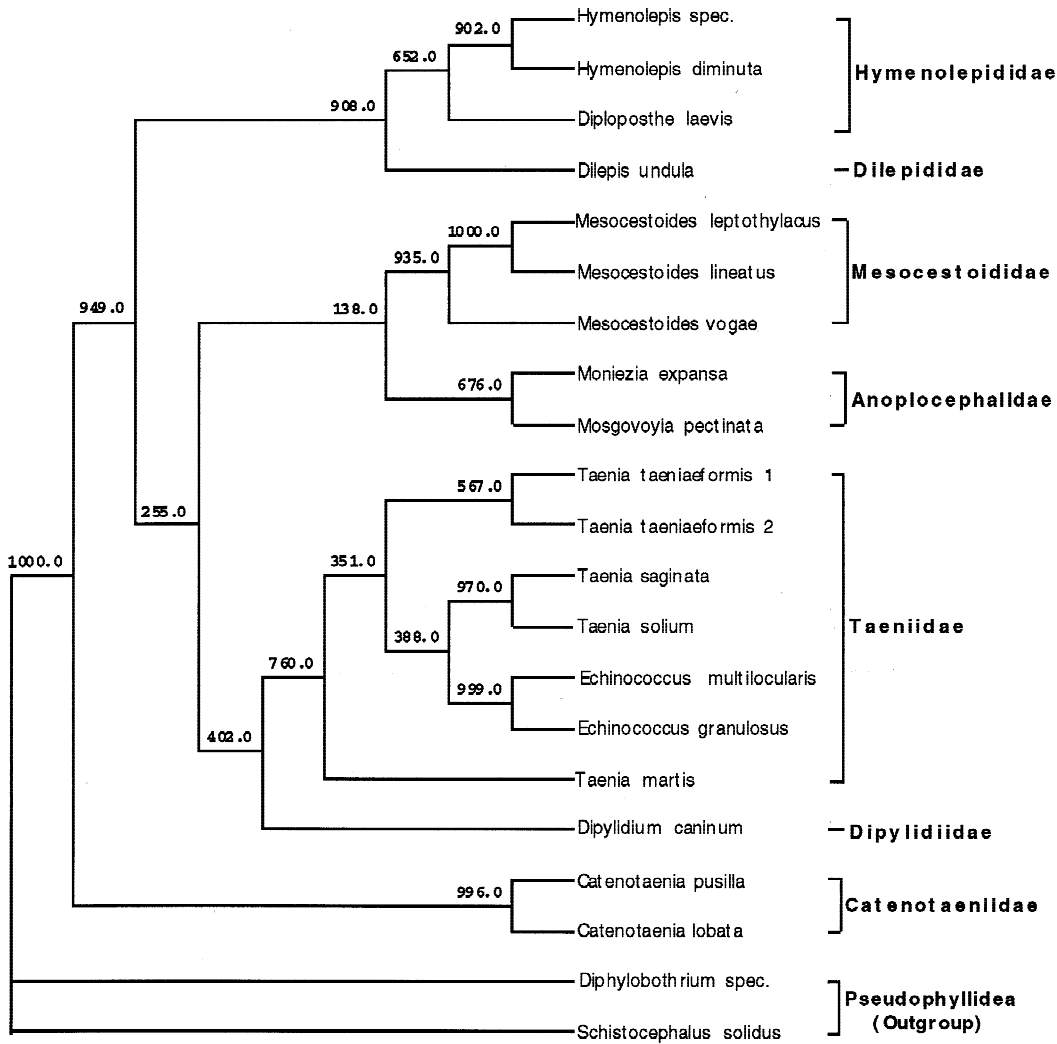 Hymenolepis spec.
902.0
652.0
Hymenolepis diminuta
Hymenolepididae
908.0
Diploposthe laevis
Dilepis undula
Dilepididae
Mesocestoides leptothylacus
1000.0
935.0
Mesocestoides lineatus
Mesocestoididae
949.0
138.0
Mesocestoides vogae
Moniezia expansa
676.0
Anoplocephalidae
Mosgovoyia pectinata
Taenia taeniaeformis 1
567.0
255.0
Taenia taeniaeformis 2
1000.0
351.0
Taenia saginata
970.0
Taenia solium
Taeniidae
388.0
760.0
Echinococcus multilocularis
999.0
Echinococcus granulosus
402.0
Taenia martis
Dipylidium caninum
Dipylidiidae
Catenotaenia pusilla
996.0
Catenotaeniidae
Catenotaenia lobata
Diphylobothrium spec.
Pseudophyllidea
(Outgroup)
Schistocephalus solidus